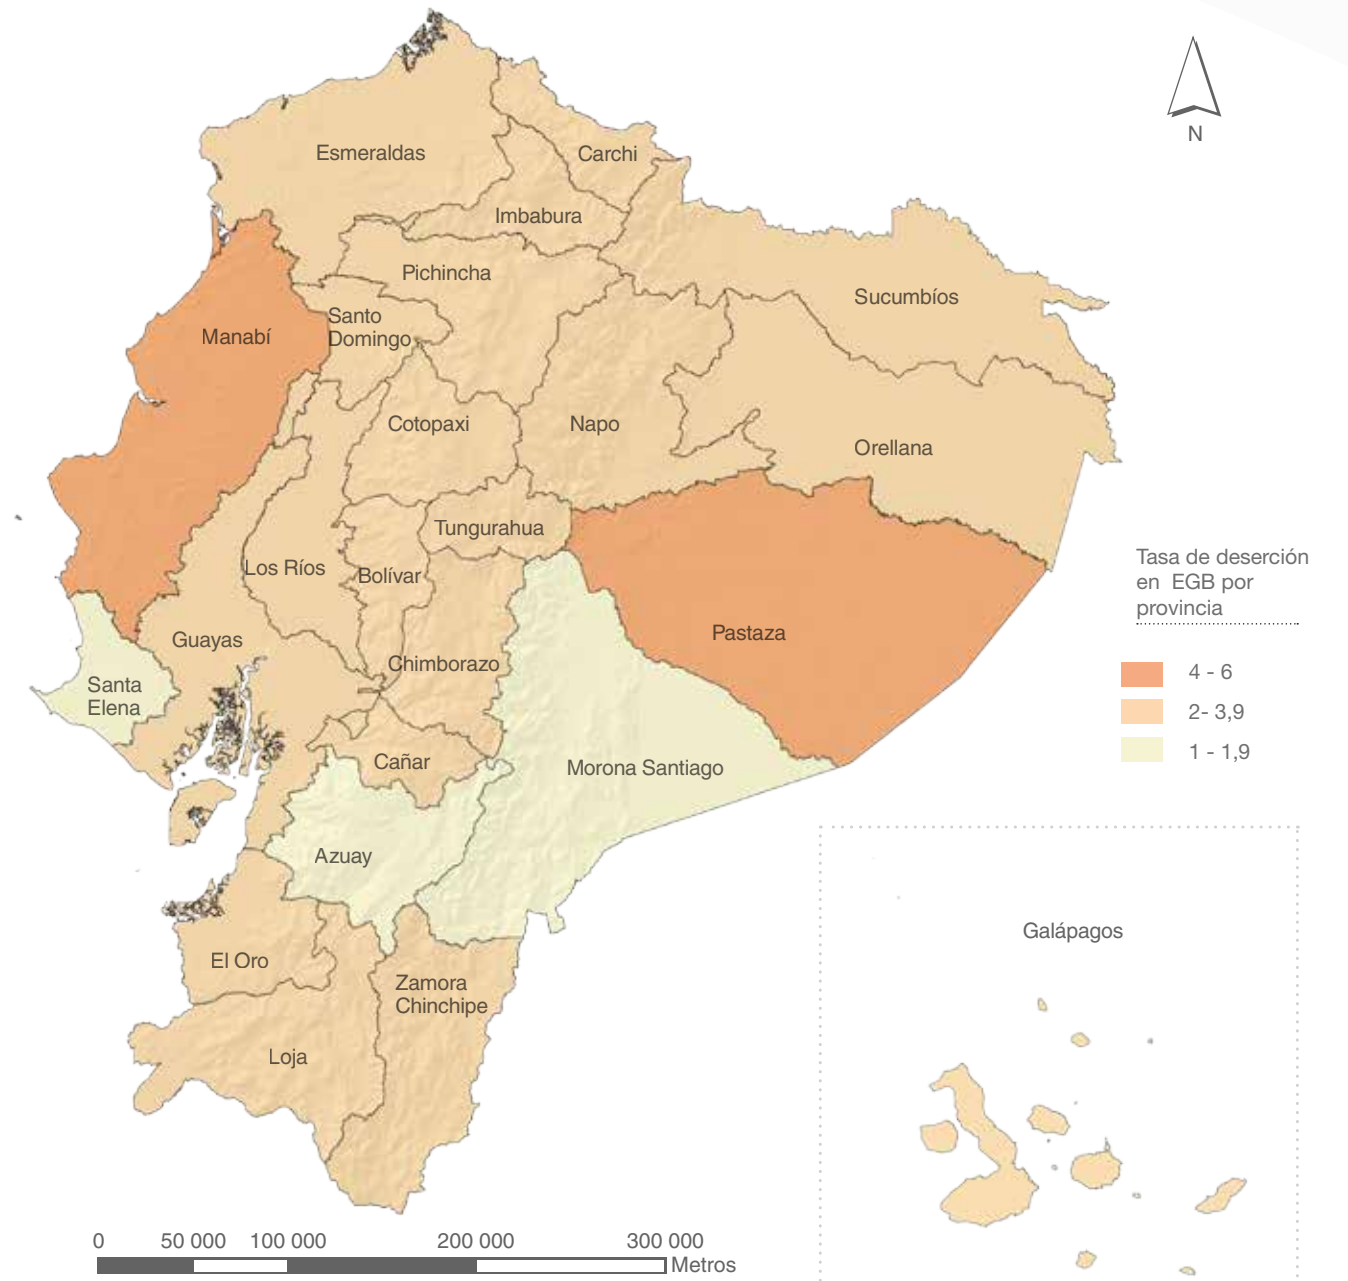 N
Esmeraldas
Carchi
Imbabura
Pichincha
Sucumbíos
Santo
Domingo
Manabí
Cotopaxi
Napo
Orellana
Tungurahua
Los Ríos
Bolívar
Guayas
Pastaza
Chimborazo
Santa
Elena
Cañar
Morona Santiago
Azuay
El Oro
Zamora
Chinchipe
Loja
Tasa de deserción
en EGB por
provincia
4 - 6
2- 3,9
1 - 1,9
Galápagos
0 50 000 100 000 200 000 300 000
Metros